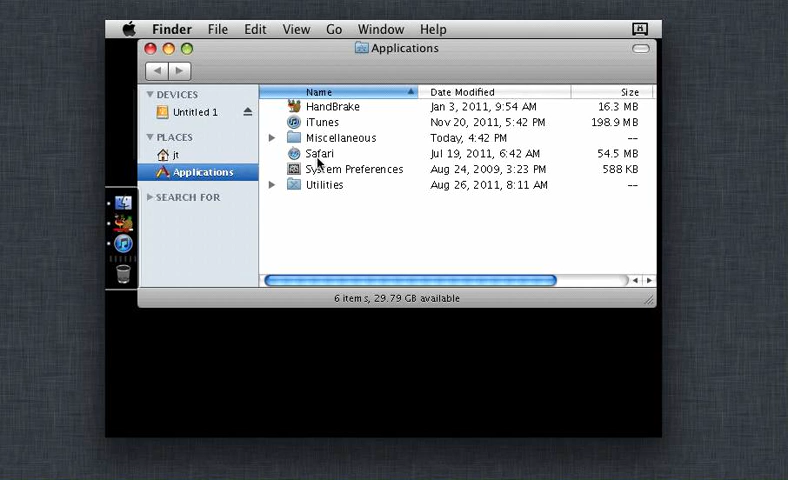 Finder File Edit View Go Window Help
Applications
Name Date Modified Size
DEVICES
Untitled 1
PLACES
jt
Applications
SEARCH FOR
HandBrake Jan 3, 2011, 9:54 AM 16.3 MB
iTunes Nov 20, 2011, 5:42 PM 198.9 MB
Miscellaneous Today, 4:42 PM --
Safari Jul 19, 2011, 6:42 AM 54.5 MB
System Preferences Aug 24, 2009, 3:23 PM 588 KB
Utilities Aug 26, 2011, 8:11 AM --
6 items, 29.79 GB available